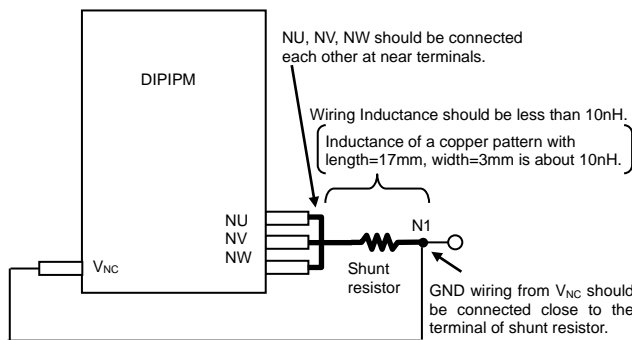 NU, NV, NW should be connected
each other at near terminals.
DIPIPM
Wiring Inductance should be less than 10nH.
Inductance of a copper pattern with
length=17mm, width=3mm is about 10nH.
NU
NV
NW
N1
VNC
Shunt
resistor
GND wiring from VNC should
be connected close to the
terminal of shunt resistor.